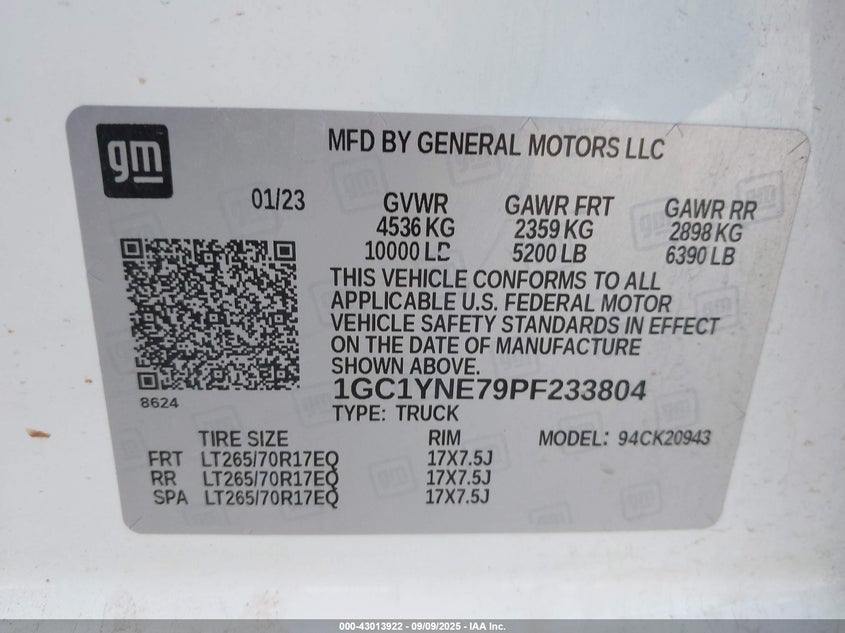 gm
MFD BY GENERAL MOTORS LLC
01/23
GVWR GAWR FRT GAWR RR
4536 KG 2359 KG 2898 KG
10000 LB 5200 LB 6390 LB
THIS VEHICLE CONFORMS TO ALL
APPLICABLE U.S. FEDERAL MOTOR
VEHICLE SAFETY STANDARDS IN EFFECT
ON THE DATE OF MANUFACTURE
SHOWN ABOVE.
8624
1GC1YNE79PF233804
TYPE: TRUCK
TIRE SIZE RIM MODEL: 94CK20943
FRT LT265/70R17EQ 17X7.5J
RR LT265/70R17EQ 17X7.5J
SPA LT265/70R17EQ 17X7.5J
000-43013922 - 09/09/2025 - IAA Inc.